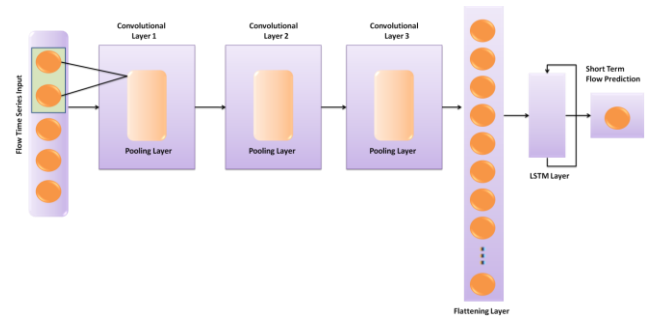 Flow Time Series Input
Convolutional
Layer 1
Pooling Layer
Convolutional
Layer 2
Pooling Layer
Convolutional
Layer 3
Pooling Layer
Flattening Layer
LSTM Layer
Short Term
Flow Prediction